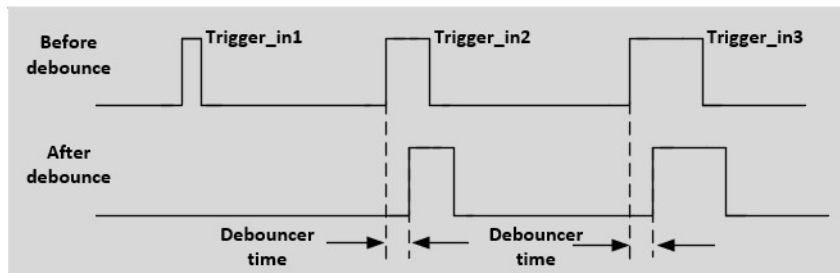 Before
debounce
Trigger_in1
Trigger_in2
Trigger_in3
After
debounce
Debouncer
time
Debouncer
time